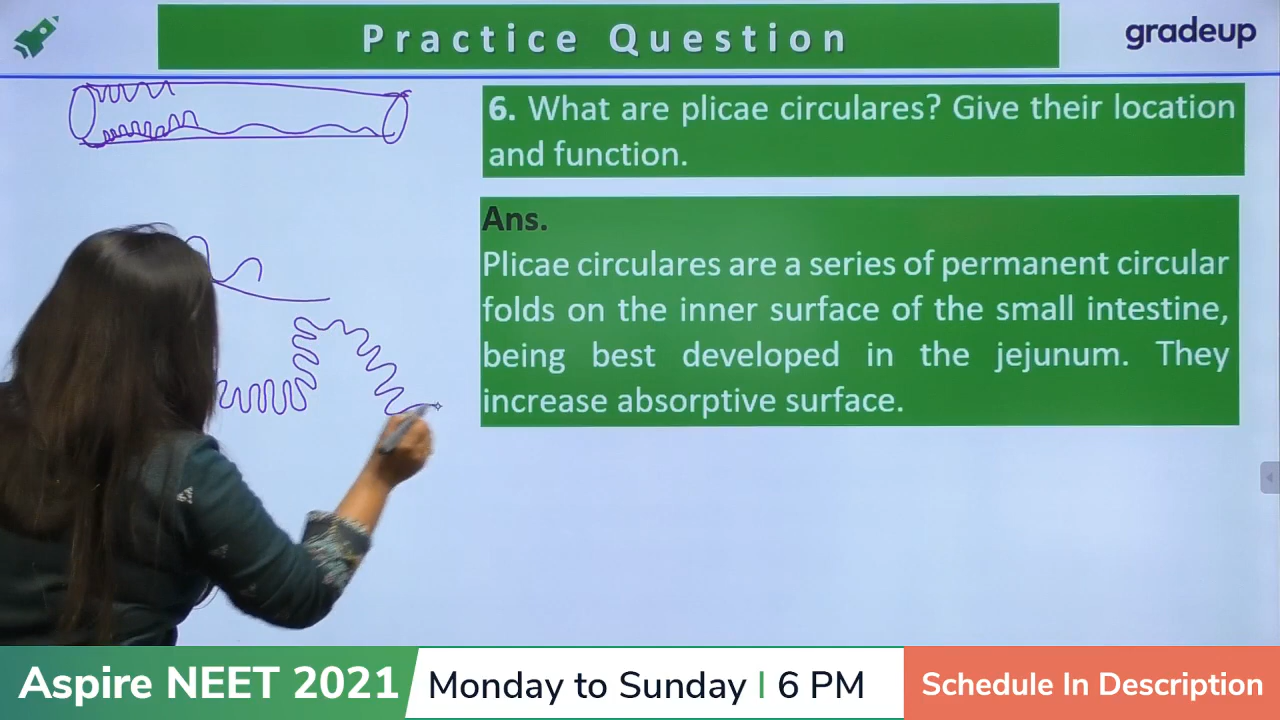 Practice Question
gradeup
6. What are plicae circulares? Give their location
and function.
Ans.
Plicae circulares are a series of permanent circular
folds on the inner surface of the small intestine,
being best developed in the jejunum. They
increase absorptive surface.
Aspire NEET 2021
Monday to Sunday | 6 PM
Schedule In Description